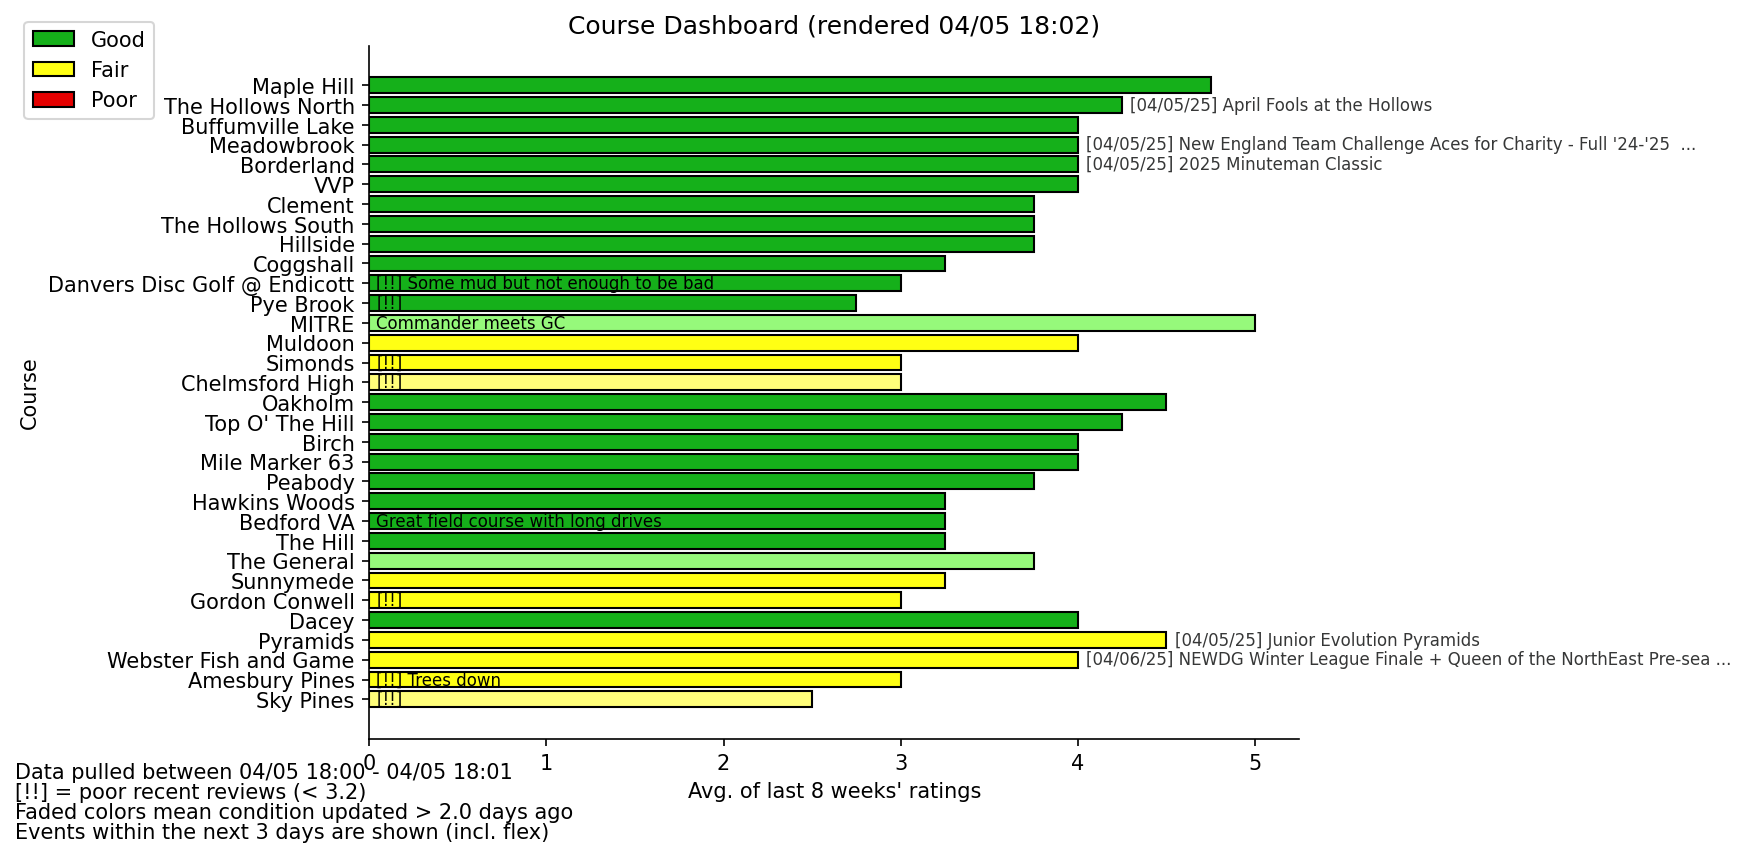 Course Dashboard (rendered 04/05 18:02)
Good
Fair
Poor
Maple Hill
The Hollows North [04/05/25] April Fools at the Hollows
Buffumville Lake
Meadowbrook [04/05/25] New England Team Challenge Aces for Charity - Full '24-'25 ...
Borderland [04/05/25] 2025 Minuteman Classic
VVP
Clement
The Hollows South
Hillside
Coggshall
Danvers Disc Golf @ Endicott [!!] Some mud but not enough to be bad
Pye Brook [!!]
MITRE Commander meets GC
Muldoon
Simonds [!!]
Chelmsford High [!!]
Oakholm
Top O' The Hill
Birch
Mile Marker 63
Peabody
Hawkins Woods
Bedford VA Great field course with long drives
The Hill
The General
Sunnymede
Gordon Conwell [!!]
Dacey
Pyramids [04/05/25] Junior Evolution Pyramids
Webster Fish and Game [04/06/25] NEWDG Winter League Finale + Queen of the NorthEast Pre-sea ...
Amesbury Pines [!!] Trees down
Sky Pines [!!]
Course
0 1 2 3 4 5
Avg. of last 8 weeks' ratings
Data pulled between 04/05 18:00 - 04/05 18:01
[!!] = poor recent reviews (< 3.2)
Faded colors mean condition updated > 2.0 days ago
Events within the next 3 days are shown (incl. flex)